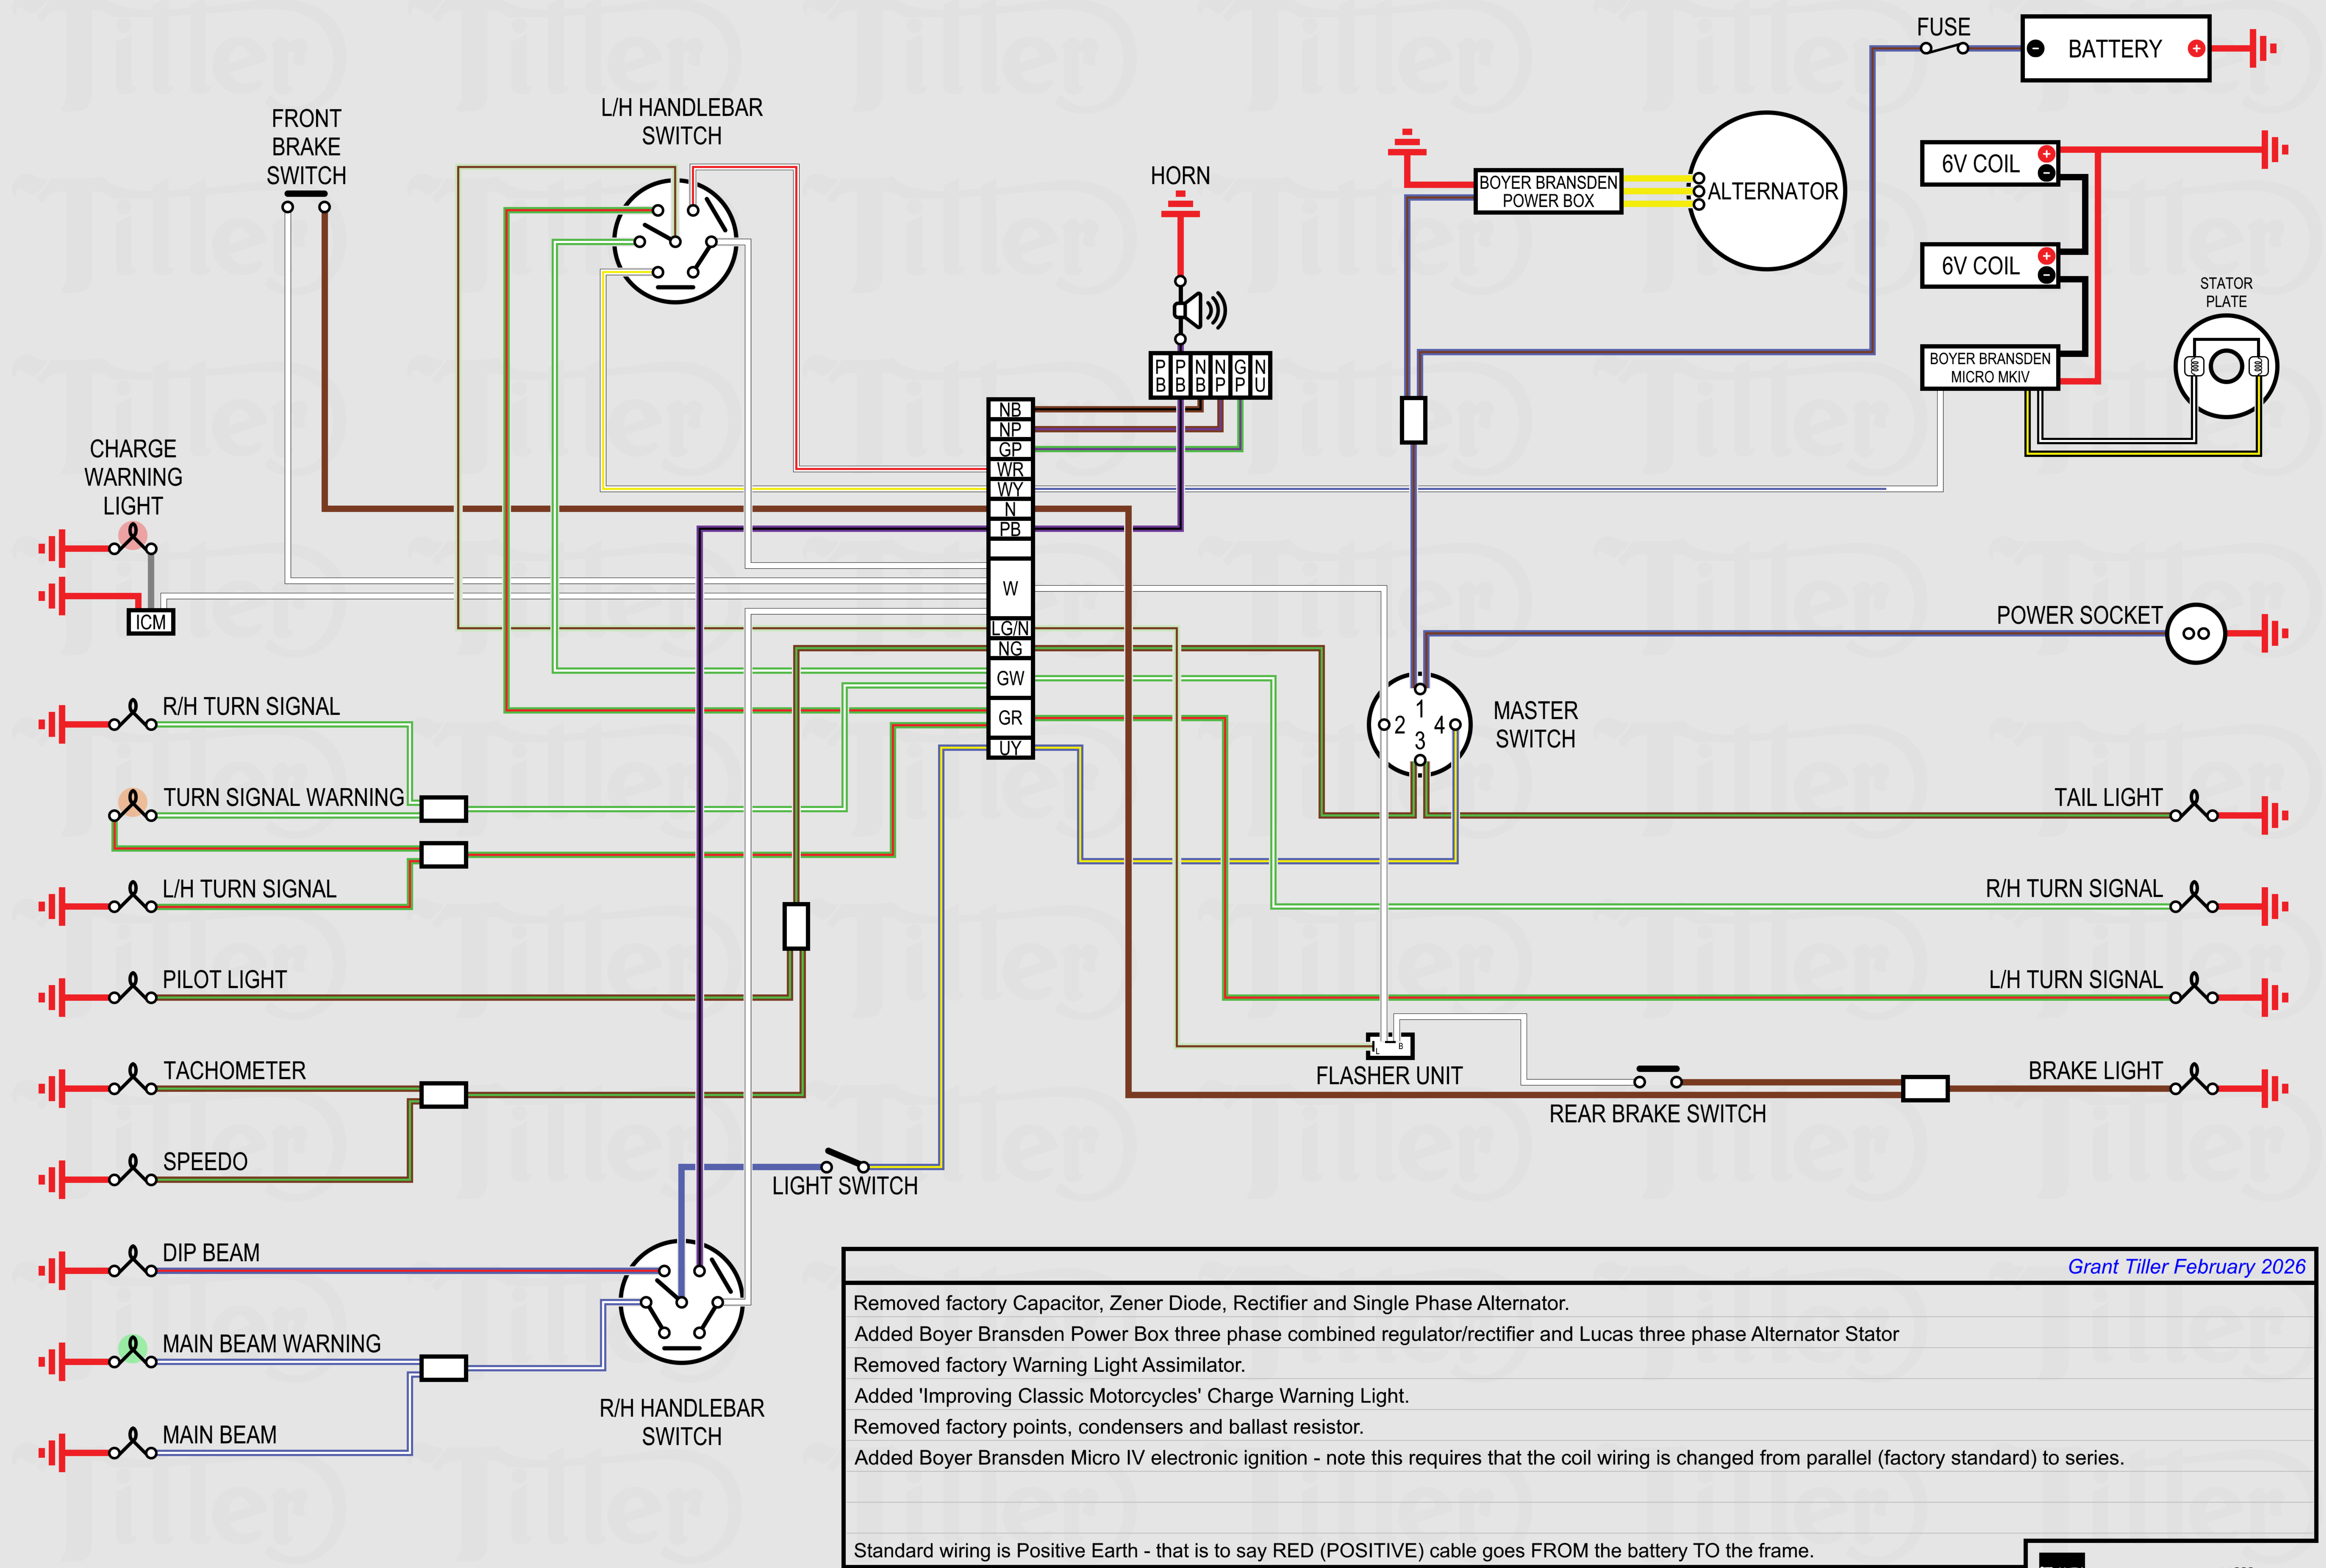 FUSE
BATTERY
L/H HANDLEBAR
SWITCH
FRONT
BRAKE
SWITCH
HORN
BOYER BRANSDEN
POWER BOX
ALTERNATOR
6V COIL
6V COIL
STATOR
PLATE
BOYER BRANSDEN
MICRO MKIV
PB
PB
NB
NP
GP
NU
NB
NP
GP
WR
WY
N
PB
W
LG/N
NG
GW
GR
UY
CHARGE
WARNING
LIGHT
ICM
POWER SOCKET
1
2
3
4
MASTER
SWITCH
R/H TURN SIGNAL
TURN SIGNAL WARNING
L/H TURN SIGNAL
PILOT LIGHT
TACHOMETER
SPEEDO
DIP BEAM
MAIN BEAM WARNING
MAIN BEAM
TAIL LIGHT
R/H TURN SIGNAL
L/H TURN SIGNAL
BRAKE LIGHT
L
B
FLASHER UNIT
REAR BRAKE SWITCH
LIGHT SWITCH
R/H HANDLEBAR
SWITCH
Grant Tiller February 2026
Removed factory Capacitor, Zener Diode, Rectifier and Single Phase Alternator.
Added Boyer Bransden Power Box three phase combined regulator/rectifier and Lucas three phase Alternator Stator
Removed factory Warning Light Assimilator.
Added 'Improving Classic Motorcycles' Charge Warning Light.
Removed factory points, condensers and ballast resistor.
Added Boyer Bransden Micro IV electronic ignition - note this requires that the coil wiring is changed from parallel (factory standard) to series.
Standard wiring is Positive Earth - that is to say RED (POSITIVE) cable goes FROM the battery TO the frame.
Tiller